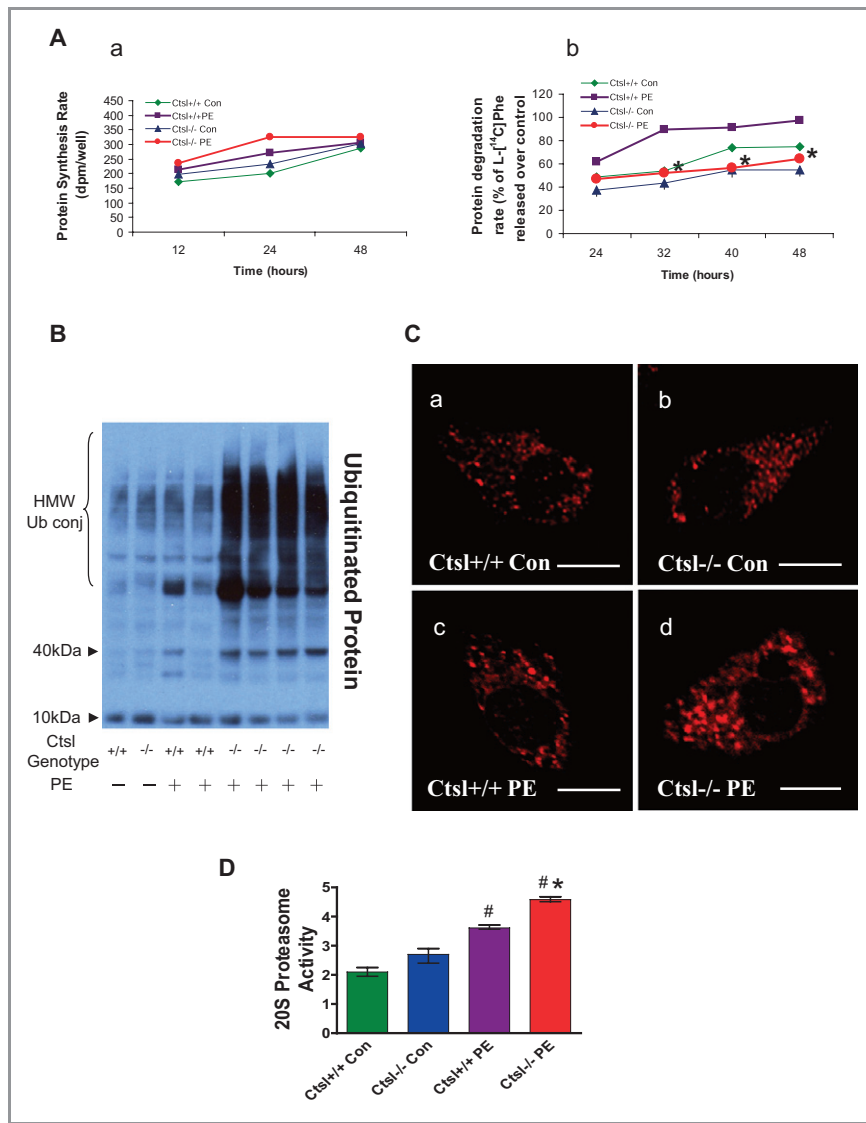 A
a
Ctsl+/+ Con
Ctsl+/+PE
Ctsl-/- Con
Ctsl-/- PE
Protein Synthesis Rate
(dpm/well)
450
400
350
300
250
200
150
100
50
0
12 24 48
Time (hours)
b
Ctsl+/+ Con
Ctsl+/+ PE
Ctsl-/- Con
Ctsl-/- PE
Protein degradation
rate (% of L-[¹⁴C]Phe
released over control
120
100
80
60
40
20
0
* * *
24 32 40 48
Time (hours)
B
HMW
Ub conj
40kDa ►
10kDa ►
Ubiquitinated Protein
Ctsl
Genotype
+/+ -/- +/+ +/+ -/- -/- -/- -/-
PE − − + + + + + +
C
a
Ctsl+/+ Con
b
Ctsl-/- Con
c
Ctsl+/+ PE
d
Ctsl-/- PE
D
20S Proteasome
Activity
5
4
3
2
1
0
#
# *
Ctsl+/+ Con
Ctsl-/- Con
Ctsl+/+ PE
Ctsl-/- PE